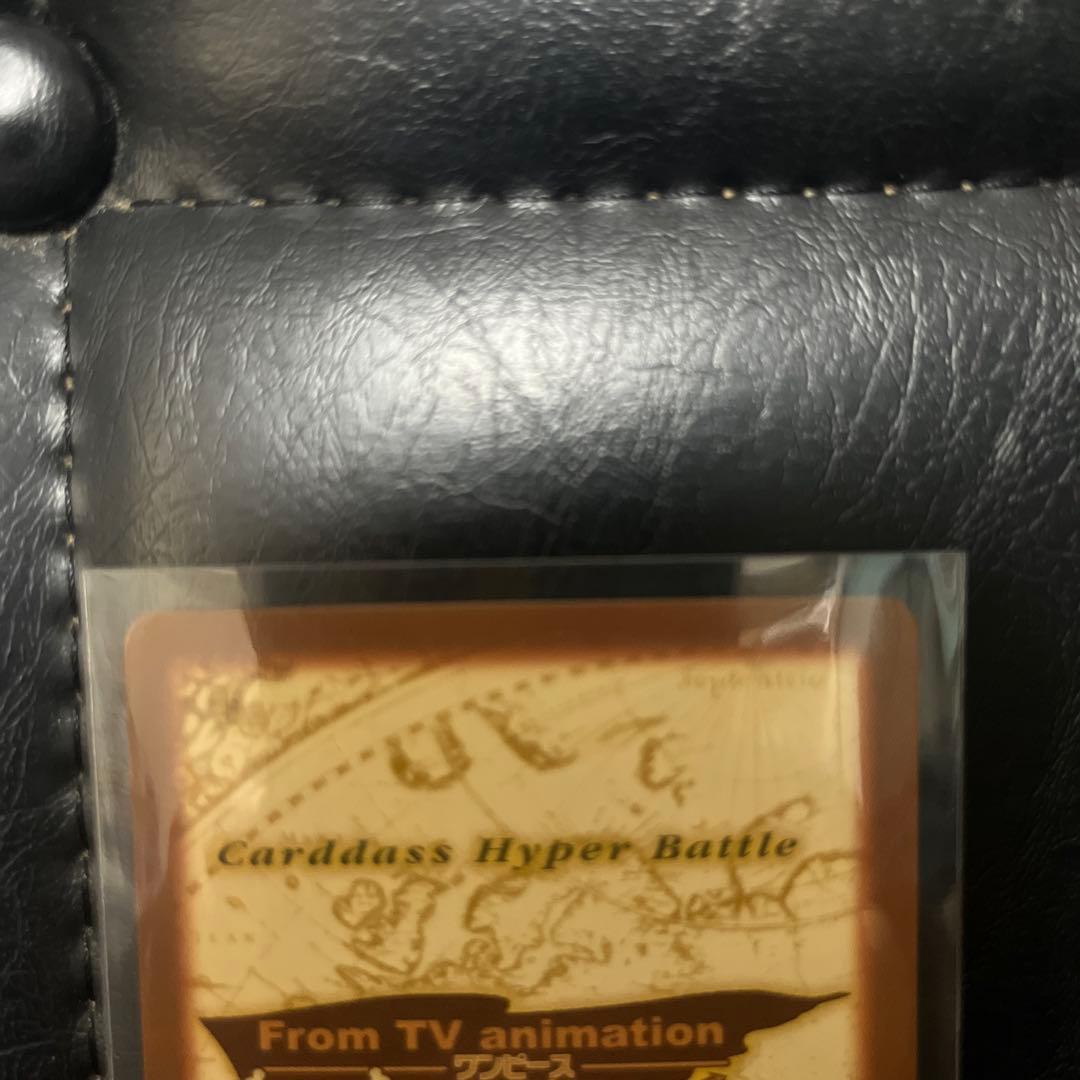 Carddass Hyper Battle
From TV animation
ワンピース